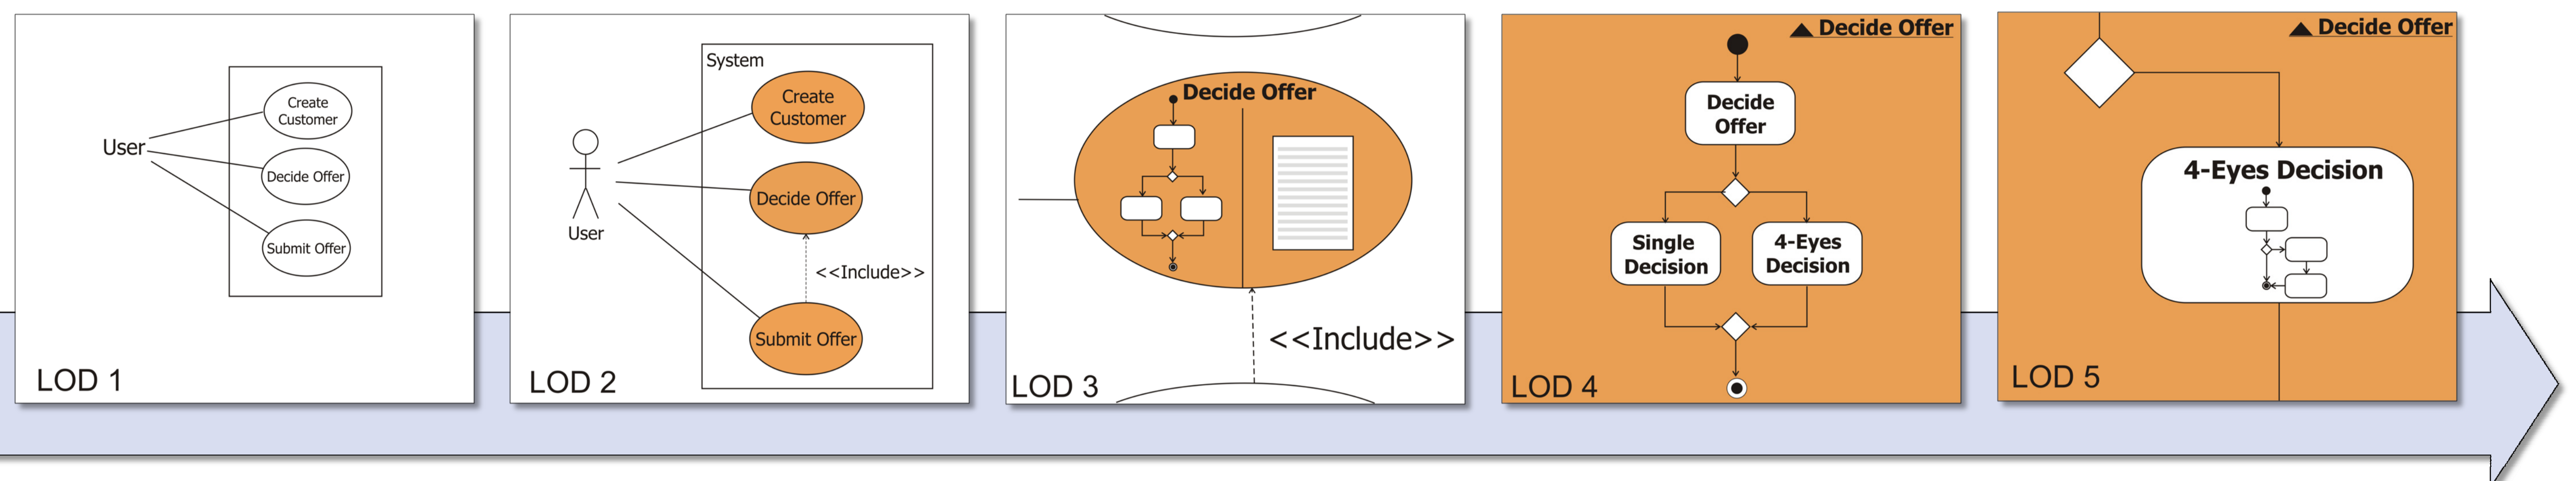 User
Create
Customer
Decide Offer
Submit Offer
LOD 1
System
Create
Customer
Decide Offer
User
<<Include>>
Submit Offer
LOD 2
Decide Offer
<<Include>>
LOD 3
Decide Offer
Decide
Offer
Single
Decision
4-Eyes
Decision
LOD 4
Decide Offer
4-Eyes Decision
LOD 5